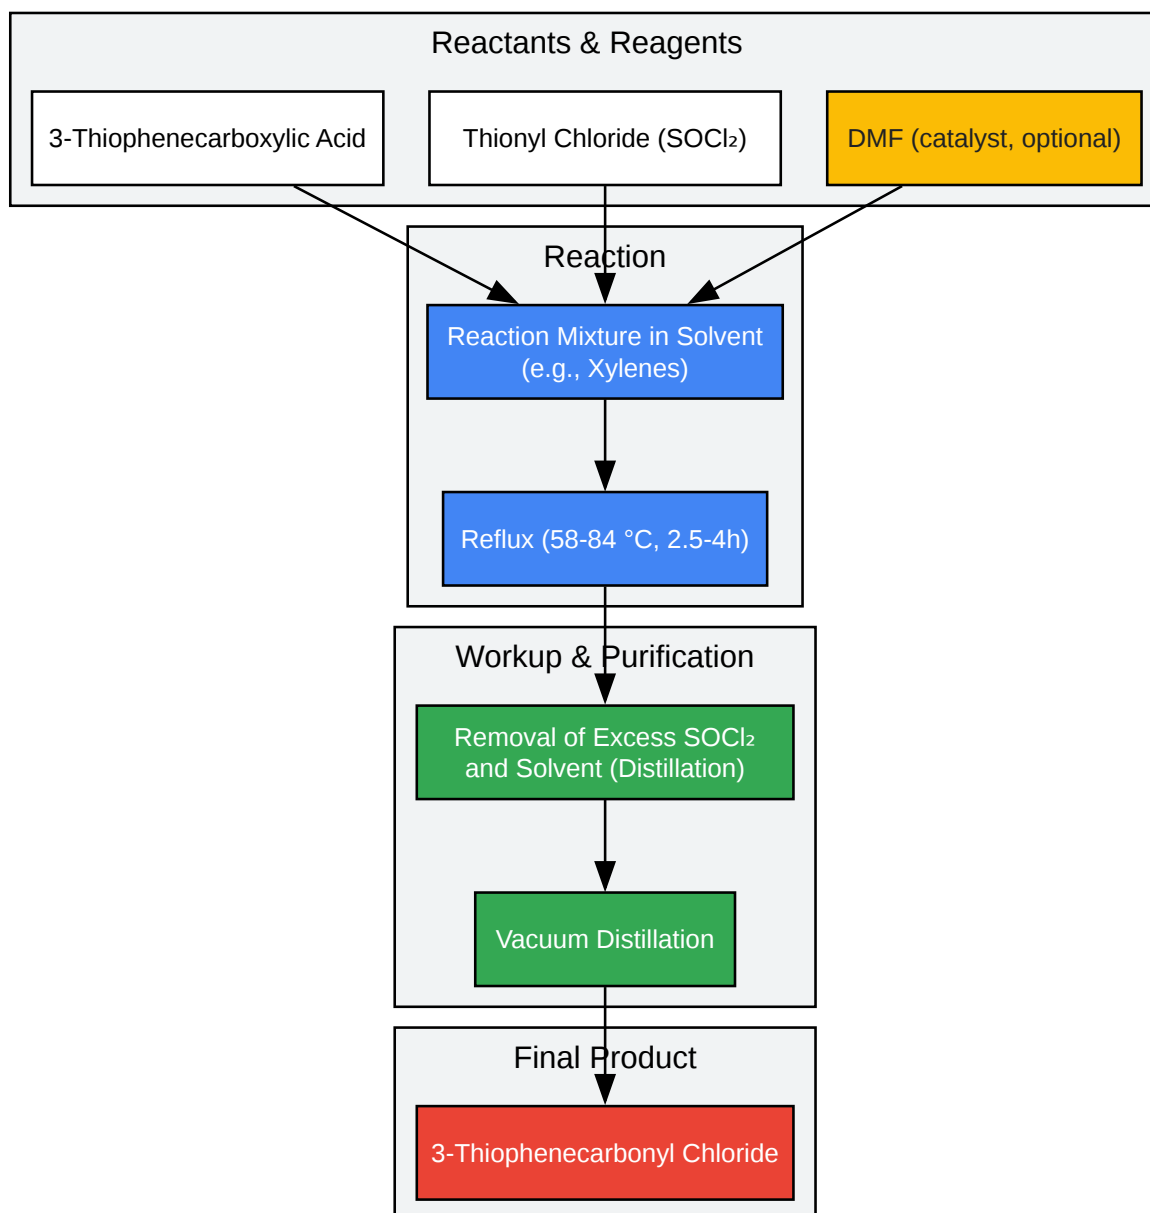 Reactants & Reagents
3-Thiophenecarboxylic Acid
Thionyl Chloride (SOCl₂)
DMF (catalyst, optional)
Reaction
Reaction Mixture in Solvent
(e.g., Xylenes)
Reflux (58-84 °C, 2.5-4h)
Workup & Purification
Removal of Excess SOCl₂
and Solvent (Distillation)
Vacuum Distillation
Final Product
3-Thiophenecarbonyl Chloride